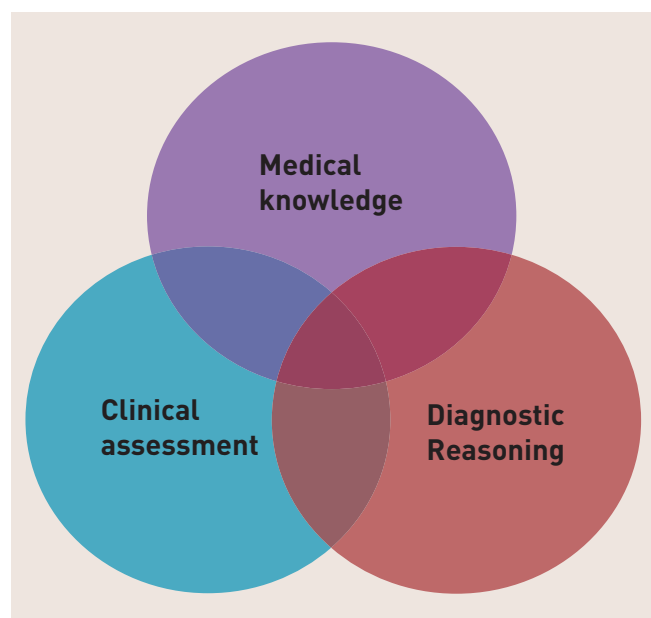 Medical
knowledge
Clinical
assessment
Diagnostic
Reasoning